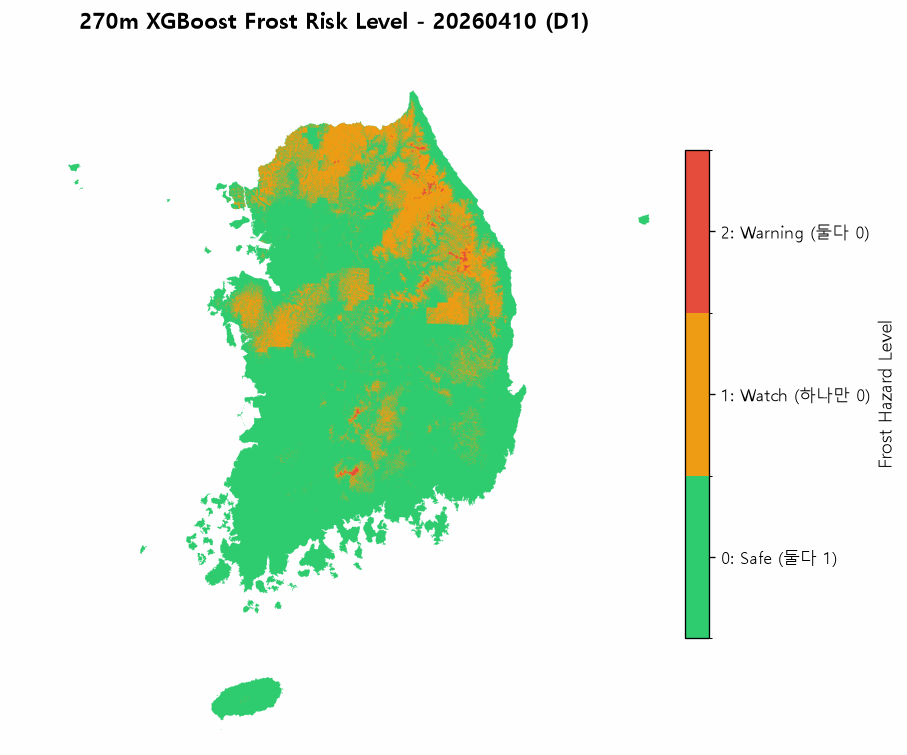 270m XGBoost Frost Risk Level - 20260410 (D1)
2: Warning (둘다 0)
1: Watch (하나만 0)
0: Safe (둘다 1)
Frost Hazard Level